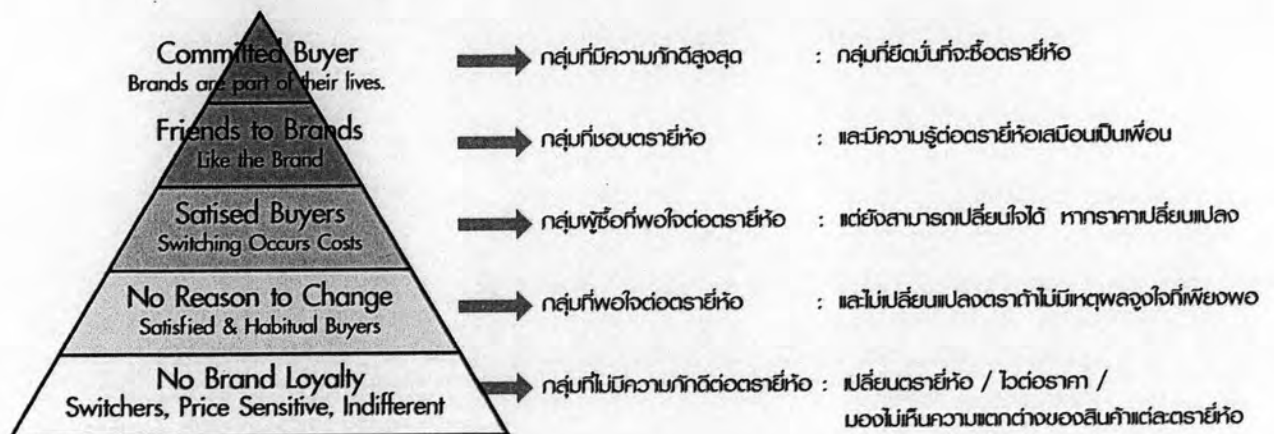 Committed Buyer
Brands are part of their lives.
กลุ่มที่มีความภักดีสูงสุด : กลุ่มที่ยึดมั่นที่จะซื้อตรายี่ห้อ
Friends to Brands
Like the Brand
กลุ่มที่ชอบตรายี่ห้อ : และมีความรู้ต่อตรายี่ห้อเสมือนเป็นเพื่อน
Satised Buyers
Switching Occurs Costs
กลุ่มผู้ซื้อที่พอใจต่อตรายี่ห้อ : แต่ยังสามารถเปลี่ยนใจได้ หากราคาเปลี่ยนแปลง
No Reason to Change
Satisfied & Habitual Buyers
กลุ่มที่พอใจต่อตรายี่ห้อ : และไม่เปลี่ยนแปลงตราถ้าไม่มีเหตุผลจูงใจที่เพียงพอ
No Brand Loyalty
Switchers, Price Sensitive, Indifferent
กลุ่มที่ไม่มีความภักดีต่อตรายี่ห้อ : เปลี่ยนตรายี่ห้อ / ไวต่อราคา /
มองไม่เห็นความแตกต่างของสินค้าแต่ละตรายี่ห้อ